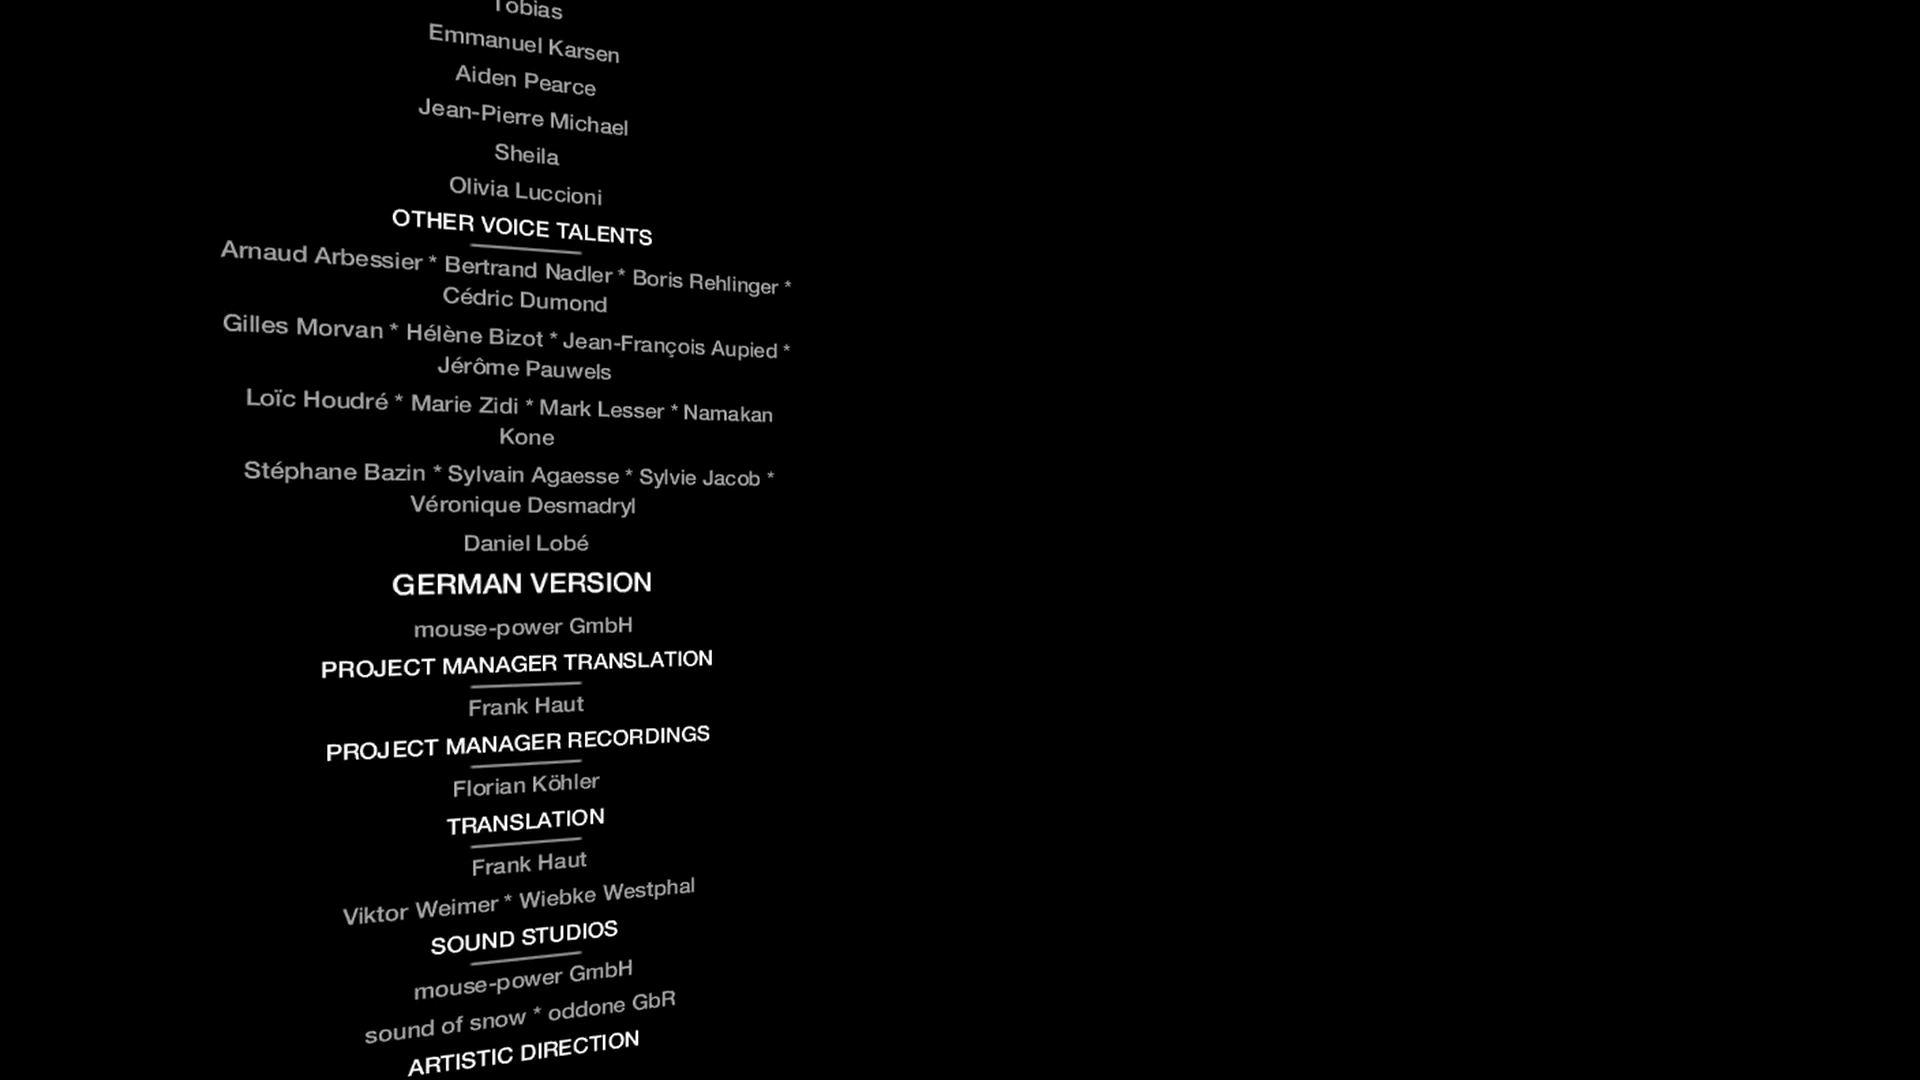 Tobias
Emmanuel Karsen
Aiden Pearce
Jean-Pierre Michael
Sheila
Olivia Luccioni
OTHER VOICE TALENTS
Arnaud Arbessier * Bertrand Nadler * Boris Rehlinger *
Cédric Dumond
Gilles Morvan * Hélène Bizot * Jean-François Aupied *
Jérôme Pauwels
Loïc Houdré * Marie Zidi * Mark Lesser * Namakan
Kone
Stéphane Bazin * Sylvain Agaesse * Sylvie Jacob *
Véronique Desmadryl
Daniel Lobé
GERMAN VERSION
mouse-power GmbH
PROJECT MANAGER TRANSLATION
Frank Haut
PROJECT MANAGER RECORDINGS
Florian Köhler
TRANSLATION
Frank Haut
Viktor Weimer * Wiebke Westphal
SOUND STUDIOS
mouse-power GmbH
sound of snow * oddone GbR
ARTISTIC DIRECTION